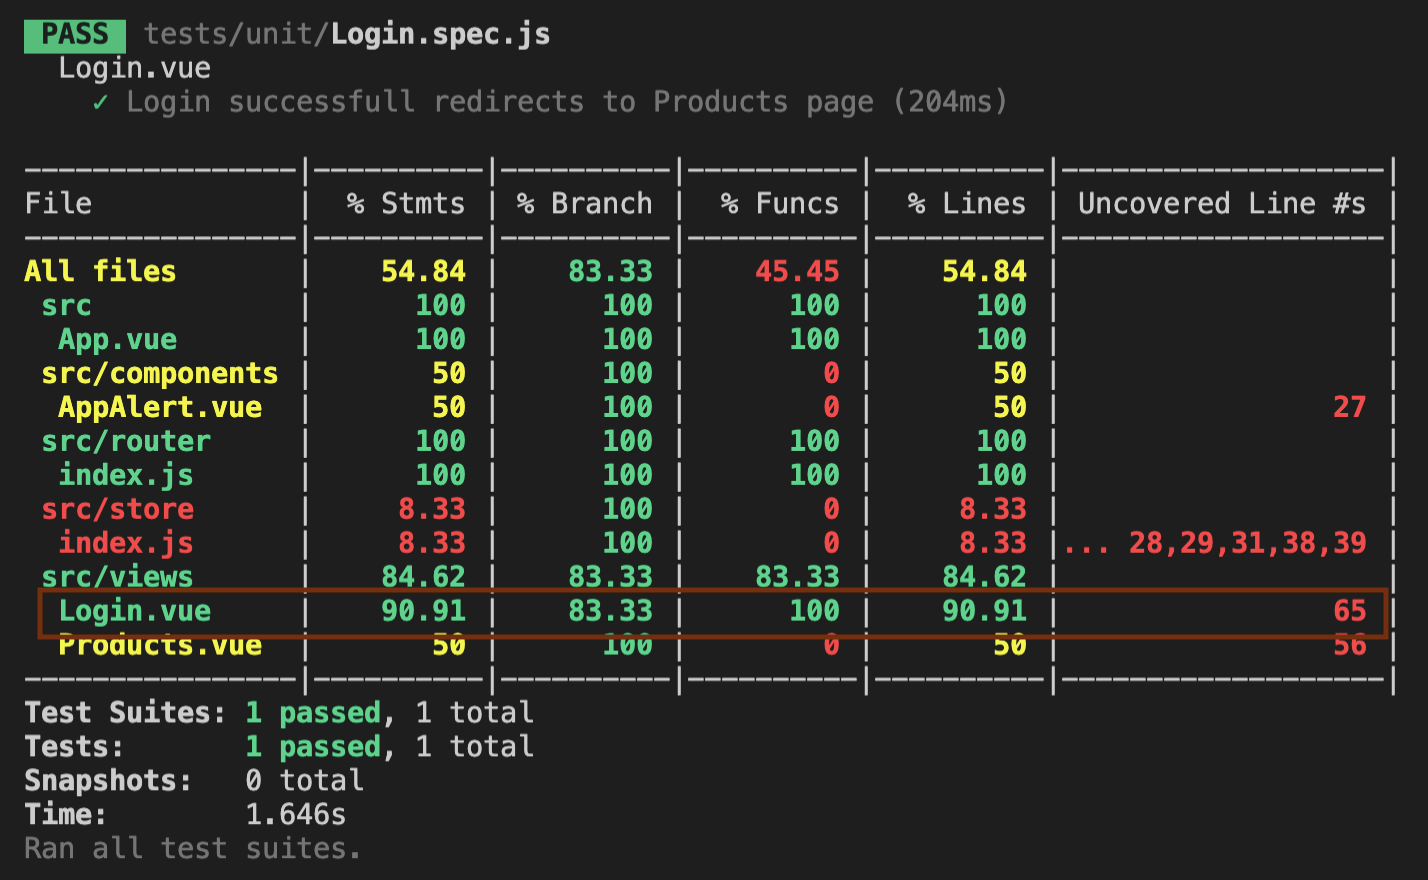 PASS tests/unit/Login.spec.js
Login.vue
✓ Login successfull redirects to Products page (204ms)
File | % Stmts | % Branch | % Funcs | % Lines | Uncovered Line #s |
All files | 54.84 | 83.33 | 45.45 | 54.84 | |
src | 100 | 100 | 100 | 100 | |
App.vue | 100 | 100 | 100 | 100 | |
src/components | 50 | 100 | 0 | 50 | |
AppAlert.vue | 50 | 100 | 0 | 50 | 27 |
src/router | 100 | 100 | 100 | 100 | |
index.js | 100 | 100 | 100 | 100 | |
src/store | 8.33 | 100 | 0 | 8.33 | |
index.js | 8.33 | 100 | 0 | 8.33 |... 28,29,31,38,39 |
src/views | 84.62 | 83.33 | 83.33 | 84.62 | |
Login.vue | 90.91 | 83.33 | 100 | 90.91 | 65 |
Products.vue | 50 | 100 | 0 | 50 | 56 |
Test Suites: 1 passed, 1 total
Tests: 1 passed, 1 total
Snapshots: 0 total
Time: 1.646s
Ran all test suites.